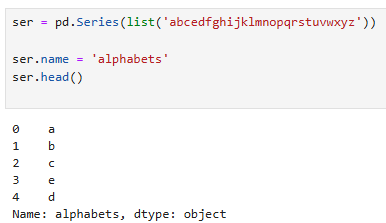 ser = pd.Series(list('abcedfghijklmnopqrstuvwxyz'))
ser.name = 'alphabets'
ser.head()
0    a
1    b
2    c
3    e
4    d
Name: alphabets, dtype: object